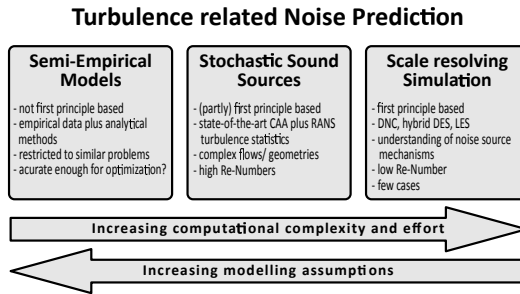 Turbulence related Noise Prediction
Semi-Empirical
Models
- not first principle based
- empirical data plus analytical
methods
- restricted to similar problems
- acurate enough for optimization?
Stochastic Sound
Sources
- (partly) first principle based
- state-of-the-art CAA plus RANS
turbulence statistics
- complex flows/ geometries
- high Re-Numbers
Scale resolving
Simulation
- first principle based
- DNC, hybrid DES, LES
- understanding of noise source
mechanisms
- low Re-Number
- few cases
Increasing computational complexity and effort
Increasing modelling assumptions